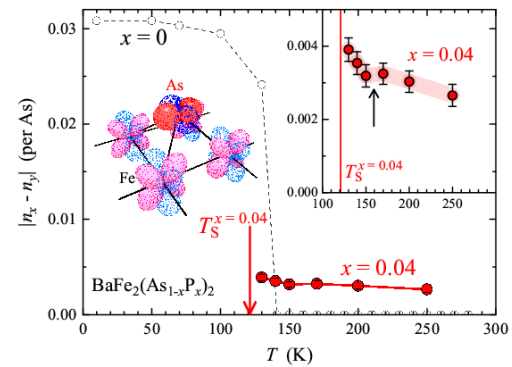 x = 0
As
Fe
T_S^{x = 0.04}
x = 0.04
BaFe₂(As₁₋ₓPₓ)₂
|n_x - n_y| (per As)
0.03
0.02
0.01
0.00
0 50 100 150 200 250 300
T (K)
x = 0.04
T_S^{x = 0.04}
0.004
0.002
0.000
100 150 200 250